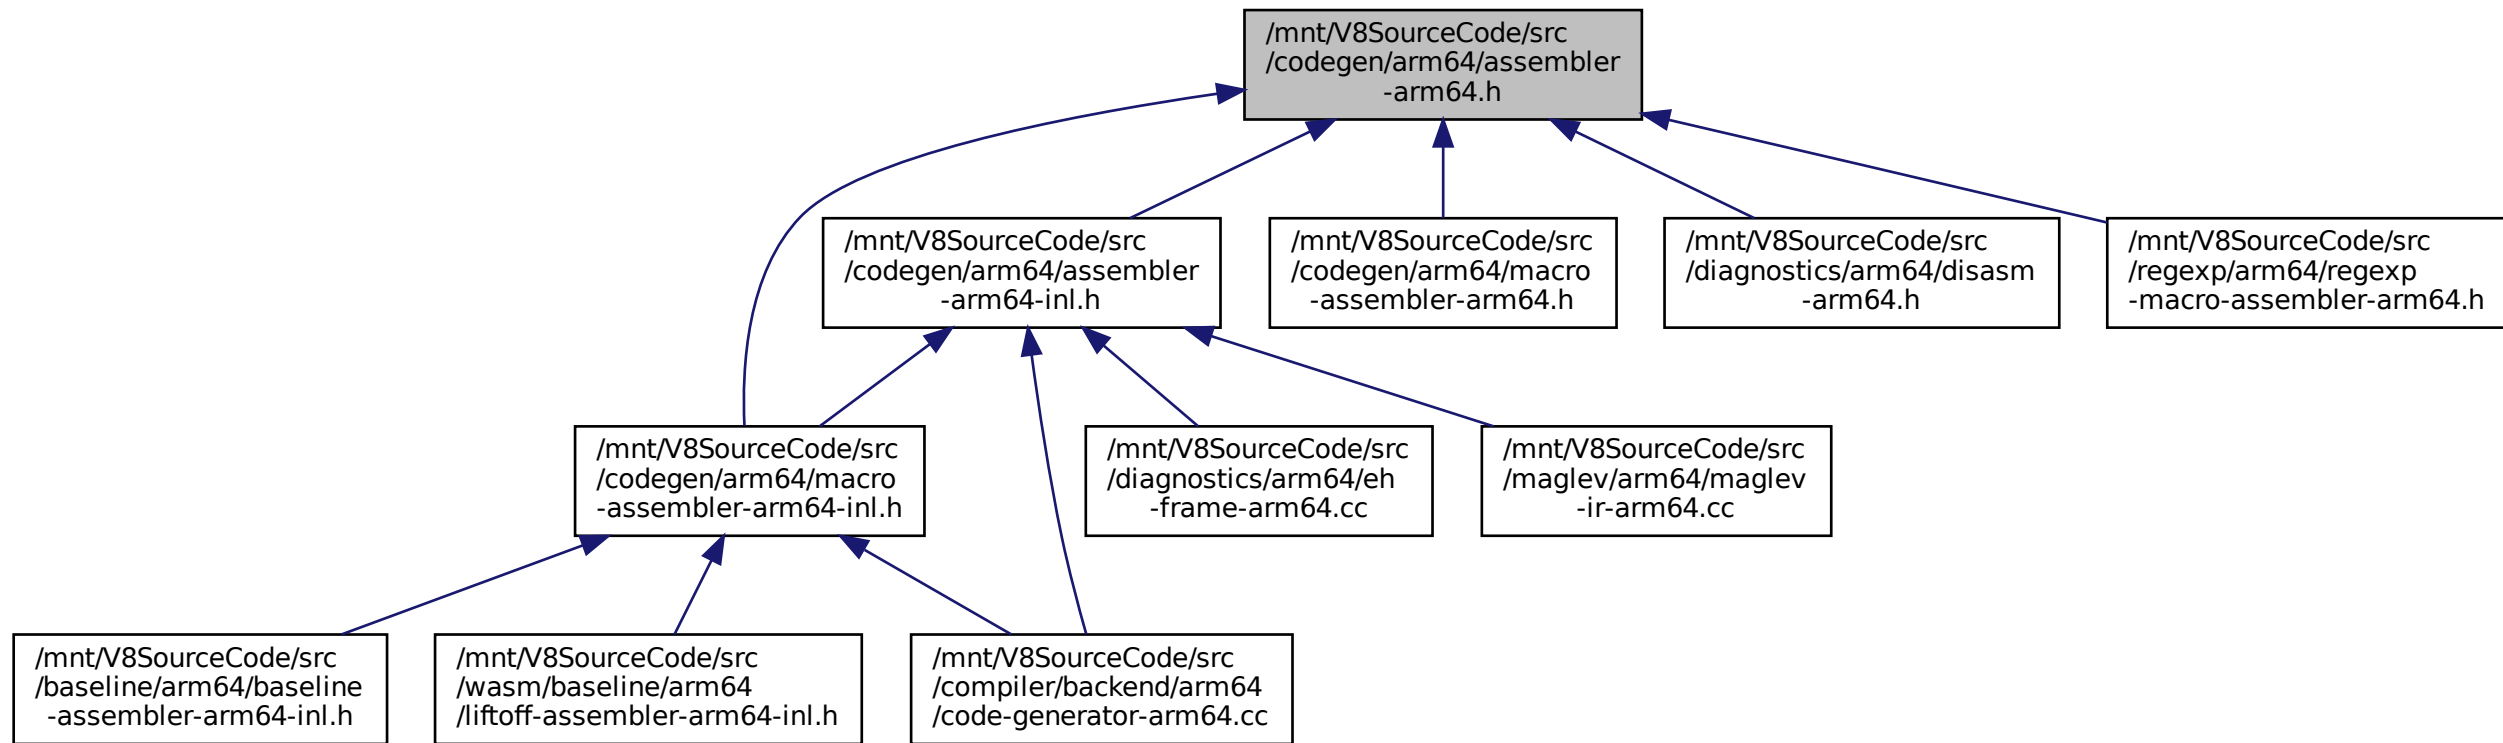 /mnt/V8SourceCode/src
/codegen/arm64/assembler
-arm64.h
/mnt/V8SourceCode/src
/codegen/arm64/assembler
-arm64-inl.h
/mnt/V8SourceCode/src
/codegen/arm64/macro
-assembler-arm64.h
/mnt/V8SourceCode/src
/diagnostics/arm64/disasm
-arm64.h
/mnt/V8SourceCode/src
/regexp/arm64/regexp
-macro-assembler-arm64.h
/mnt/V8SourceCode/src
/codegen/arm64/macro
-assembler-arm64-inl.h
/mnt/V8SourceCode/src
/diagnostics/arm64/eh
-frame-arm64.cc
/mnt/V8SourceCode/src
/maglev/arm64/maglev
-ir-arm64.cc
/mnt/V8SourceCode/src
/baseline/arm64/baseline
-assembler-arm64-inl.h
/mnt/V8SourceCode/src
/wasm/baseline/arm64
/liftoff-assembler-arm64-inl.h
/mnt/V8SourceCode/src
/compiler/backend/arm64
/code-generator-arm64.cc